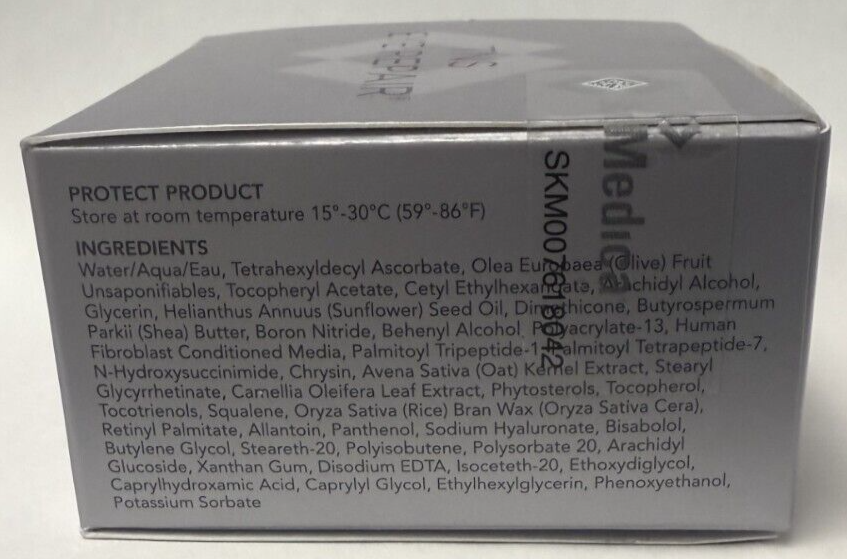 TNS
REPAIR
Medica
SKM007618042
PROTECT PRODUCT
Store at room temperature 15°-30°C (59°-86°F)
INGREDIENTS
Water/Aqua/Eau, Tetrahexyldecyl Ascorbate, Olea Europaea (Olive) Fruit
Unsaponifiables, Tocopheryl Acetate, Cetyl Ethylhexanoate, Arachidyl Alcohol,
Glycerin, Helianthus Annuus (Sunflower) Seed Oil, Dimethicone, Butyrospermum
Parkii (Shea) Butter, Boron Nitride, Behenyl Alcohol, Polyacrylate-13, Human
Fibroblast Conditioned Media, Palmitoyl Tripeptide-1, Palmitoyl Tetrapeptide-7,
N-Hydroxysuccinimide, Chrysin, Avena Sativa (Oat) Kernel Extract, Stearyl
Glycyrrhetinate, Camellia Oleifera Leaf Extract, Phytosterols, Tocopherol,
Tocotrienols, Squalene, Oryza Sativa (Rice) Bran Wax (Oryza Sativa Cera),
Retinyl Palmitate, Allantoin, Panthenol, Sodium Hyaluronate, Bisabolol,
Butylene Glycol, Steareth-20, Polyisobutene, Polysorbate 20, Arachidyl
Glucoside, Xanthan Gum, Disodium EDTA, Isoceteth-20, Ethoxydiglycol,
Caprylhydroxamic Acid, Caprylyl Glycol, Ethylhexylglycerin, Phenoxyethanol,
Potassium Sorbate